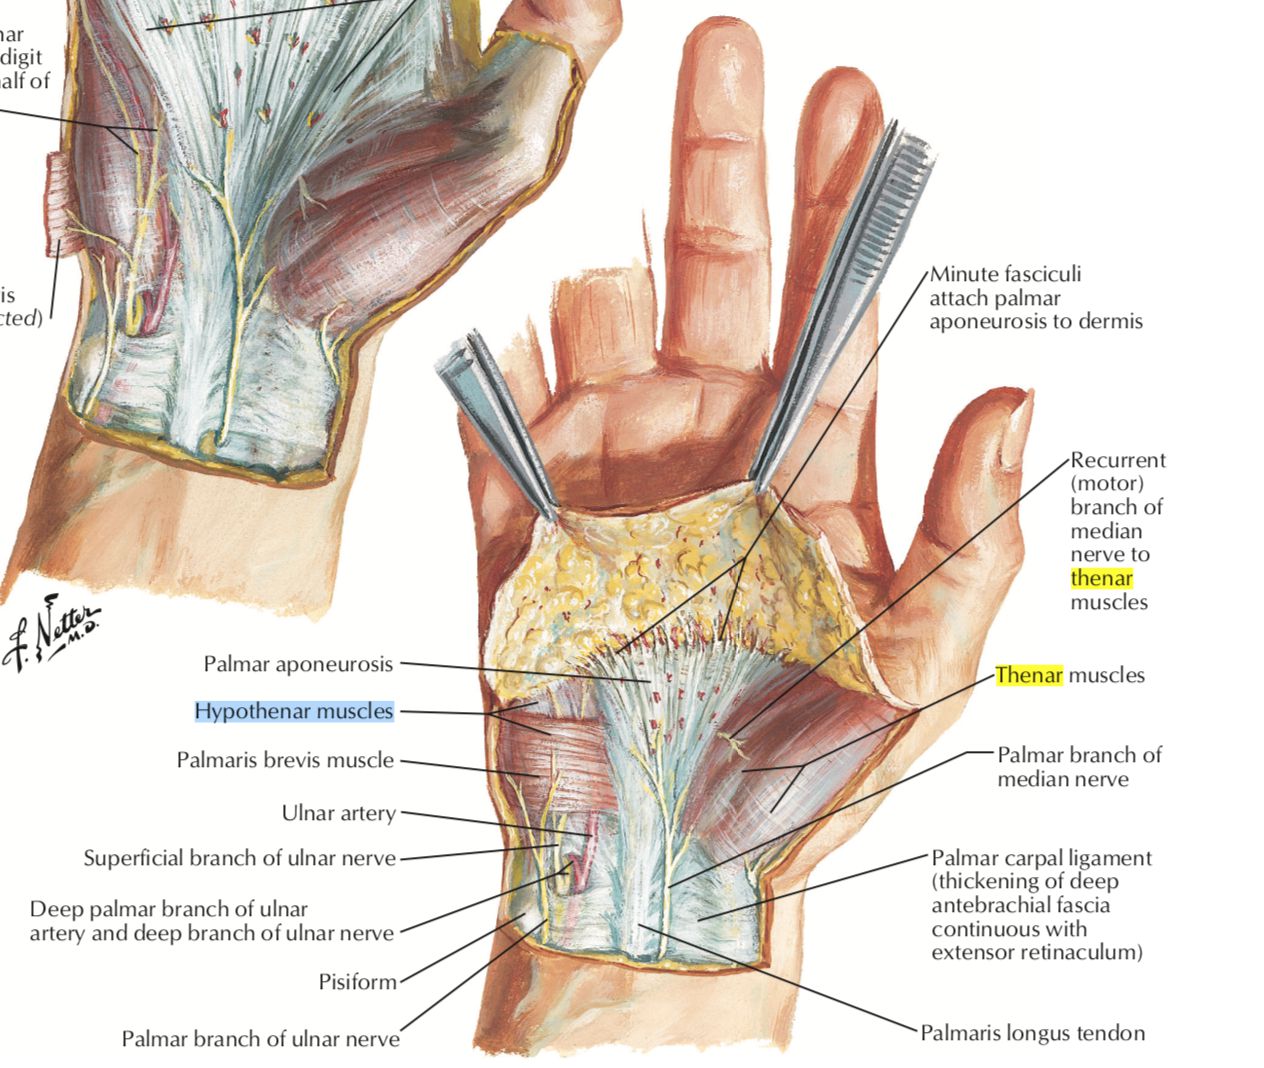 nar
digit
half of
is
cted)
F. Netter
M.D.
Minute fasciculi
attach palmar
aponeurosis to dermis
Recurrent
(motor)
branch of
median
nerve to
thenar
muscles
Palmar aponeurosis
Hypothenar muscles
Palmaris brevis muscle
Ulnar artery
Superficial branch of ulnar nerve
Deep palmar branch of ulnar
artery and deep branch of ulnar nerve
Pisiform
Palmar branch of ulnar nerve
Thenar muscles
Palmar branch of
median nerve
Palmar carpal ligament
(thickening of deep
antebrachial fascia
continuous with
extensor retinaculum)
Palmaris longus tendon